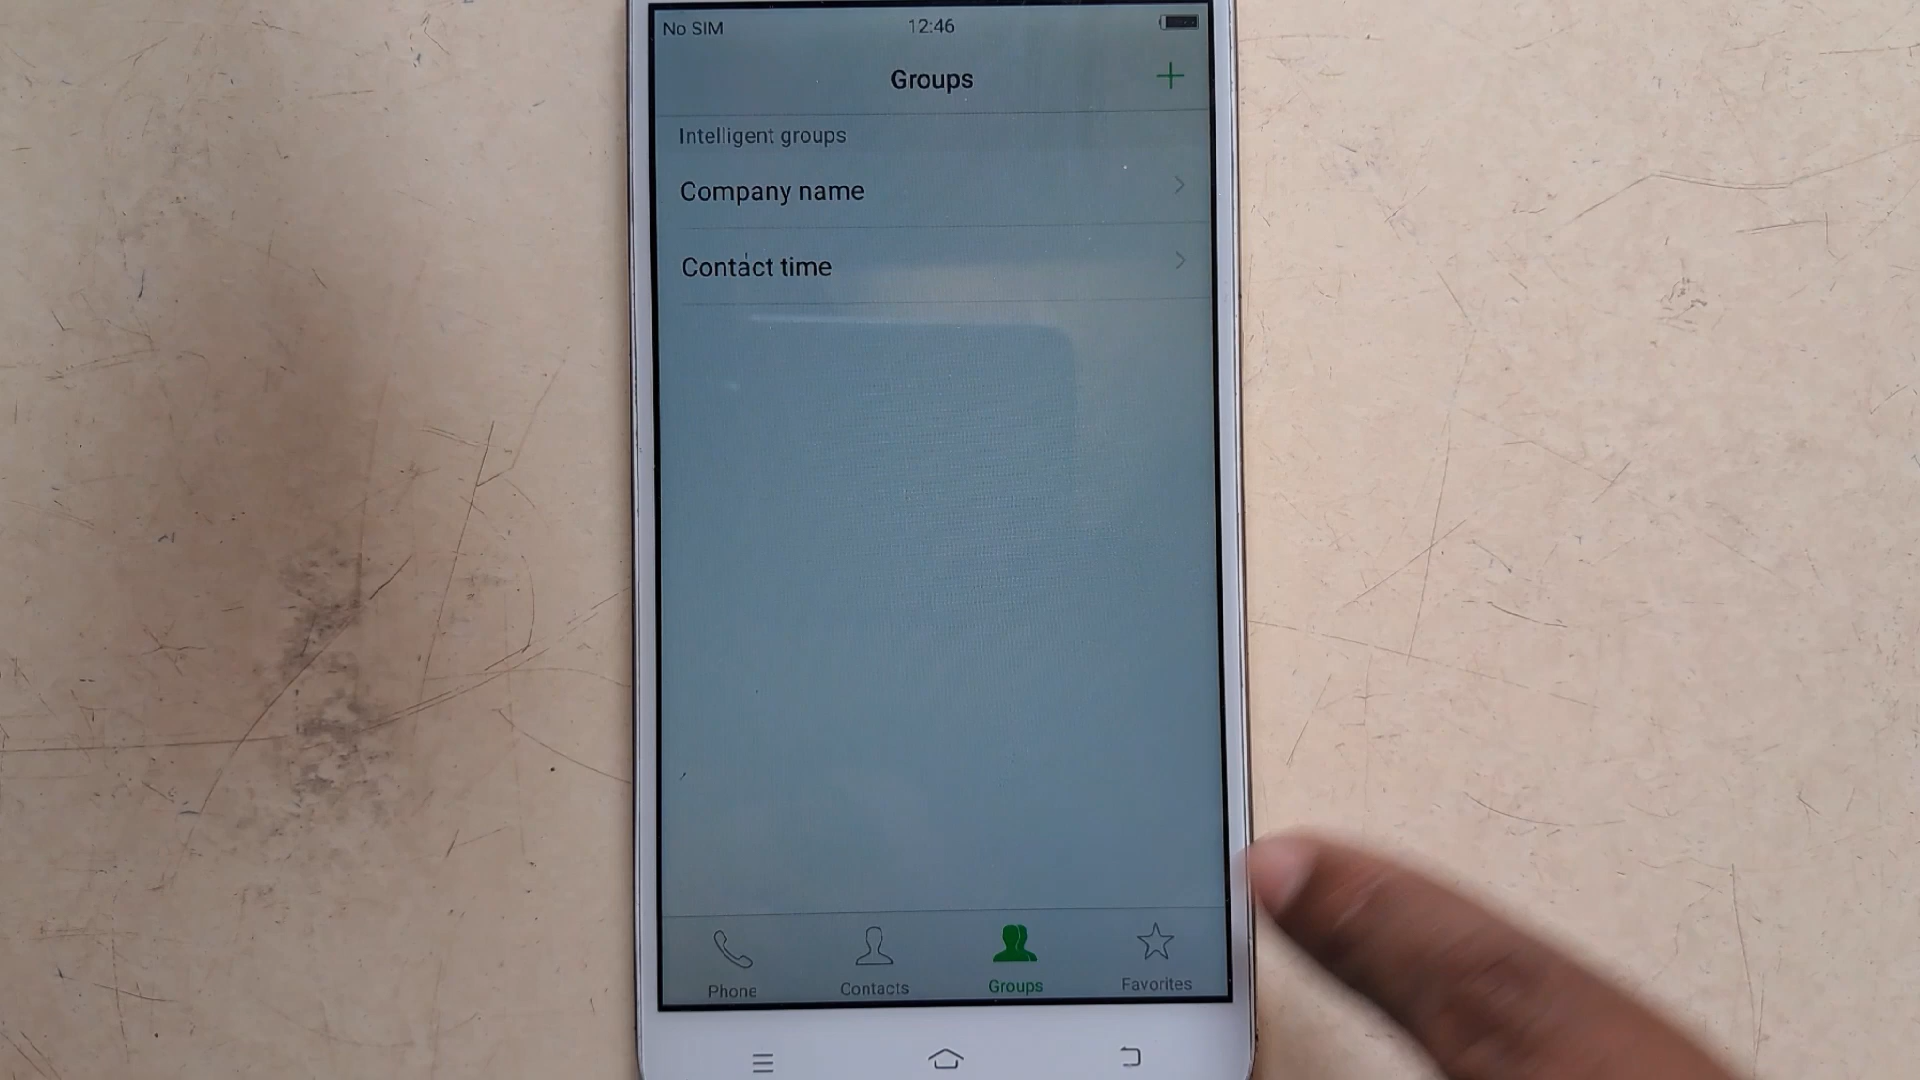 No SIM 12:46
Groups
Intelligent groups
Company name
Contact time
Phone Contacts Groups Favorites